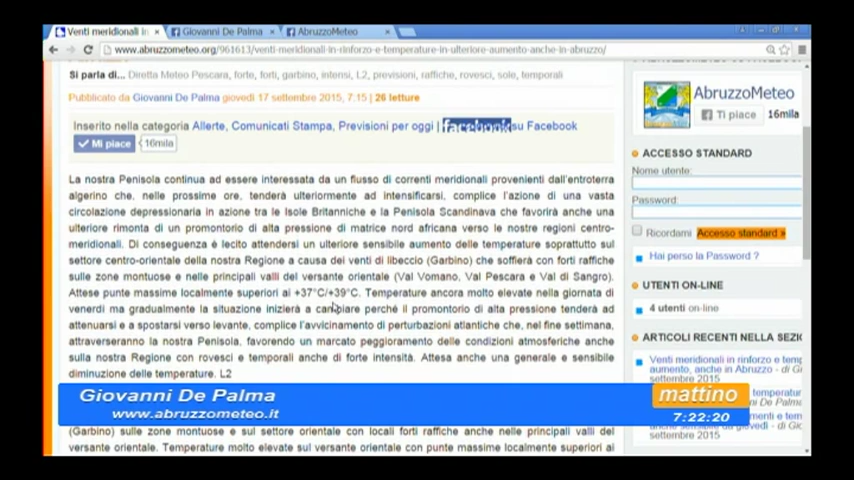 Venti meridionali in
Giovanni De Palma
AbruzzoMeteo
www.abruzzometeo.org/961613/venti-meridionali-in-rinforzo-e-temperature-in-ulteriore-aumento-anche-in-abruzzo/
Si parla di... Diretta Meteo Pescara, forte, forti, garbino, intensi, L2, previsioni, raffiche, rovesci, sole, temporali
Pubblicato da Giovanni De Palma giovedì 17 settembre 2015, 7:15 | 26 letture
Inserito nella categoria Allerte, Comunicati Stampa, Previsioni per oggi | facebook su Facebook
Mi piace 16mila
La nostra Penisola continua ad essere interessata da un flusso di correnti meridionali provenienti dall'entroterra
algerino che, nelle prossime ore, tenderà ulteriormente ad intensificarsi, complice l'azione di una vasta
circolazione depressionaria in azione tra le Isole Britanniche e la Penisola Scandinava che favorirà anche una
ulteriore rimonta di un promontorio di alta pressione di matrice nord africana verso le nostre regioni centro-
meridionali. Di conseguenza è lecito attendersi un ulteriore sensibile aumento delle temperature soprattutto sul
settore centro-orientale della nostra Regione a causa dei venti di libeccio (Garbino) che soffierà con forti raffiche
sulle zone montuose e nelle principali valli del versante orientale (Val Vomano, Val Pescara e Val di Sangro).
Attese punte massime localmente superiori ai +37°C/+39°C. Temperature ancora molto elevate nella giornata di
venerdì ma gradualmente la situazione inizierà a cambiare perché il promontorio di alta pressione tenderà ad
attenuarsi e a spostarsi verso levante, complice l'avvicinamento di perturbazioni atlantiche che, nel fine settimana,
attraverseranno la nostra Penisola, favorendo un marcato peggioramento delle condizioni atmosferiche anche
sulla nostra Regione con rovesci e temporali anche di forte intensità. Attesa anche una generale e sensibile
diminuzione delle temperature. L2
(Garbino) sulle zone montuose e sul settore orientale con locali forti raffiche anche nelle principali valli del
versante orientale. Temperature molto elevate sul versante orientale con punte massime localmente superiori ai
AbruzzoMeteo
Ti piace 16mila
ACCESSO STANDARD
Nome utente:
Password:
Ricordami Accesso standard »
Hai perso la Password ?
UTENTI ON-LINE
4 utenti on-line
ARTICOLI RECENTI NELLA SEZI
Venti meridionali in rinforzo e temp
aumento, anche in Abruzzo - di Gi
settembre 2015
temperatur
settembre 2015
Giovanni De Palma
www.abruzzometeo.it
mattino
7:22:20